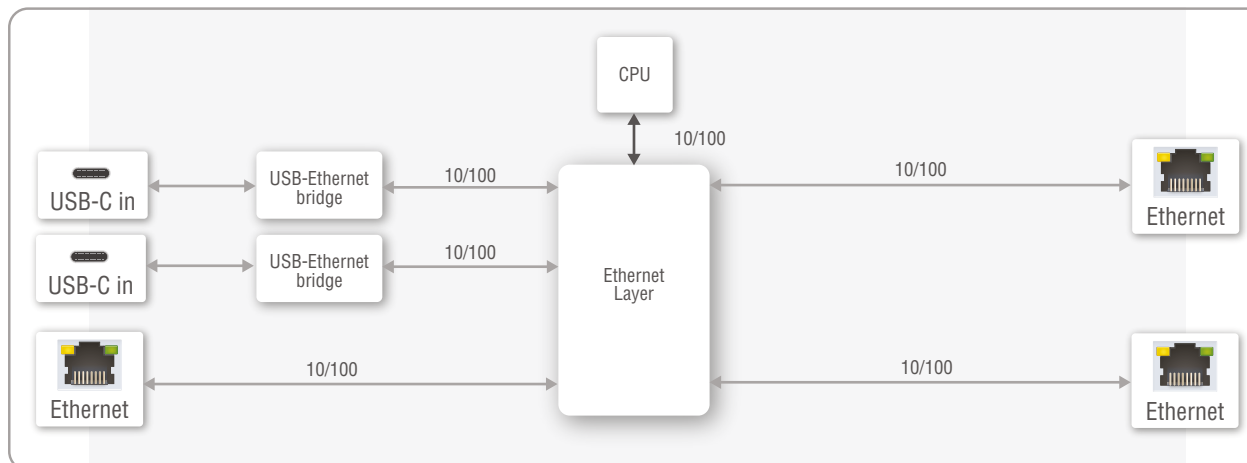 CPU
10/100
USB-C in
USB-Ethernet
bridge
10/100
10/100
Ethernet
USB-C in
USB-Ethernet
bridge
10/100
Ethernet
Layer
Ethernet
10/100
10/100
Ethernet